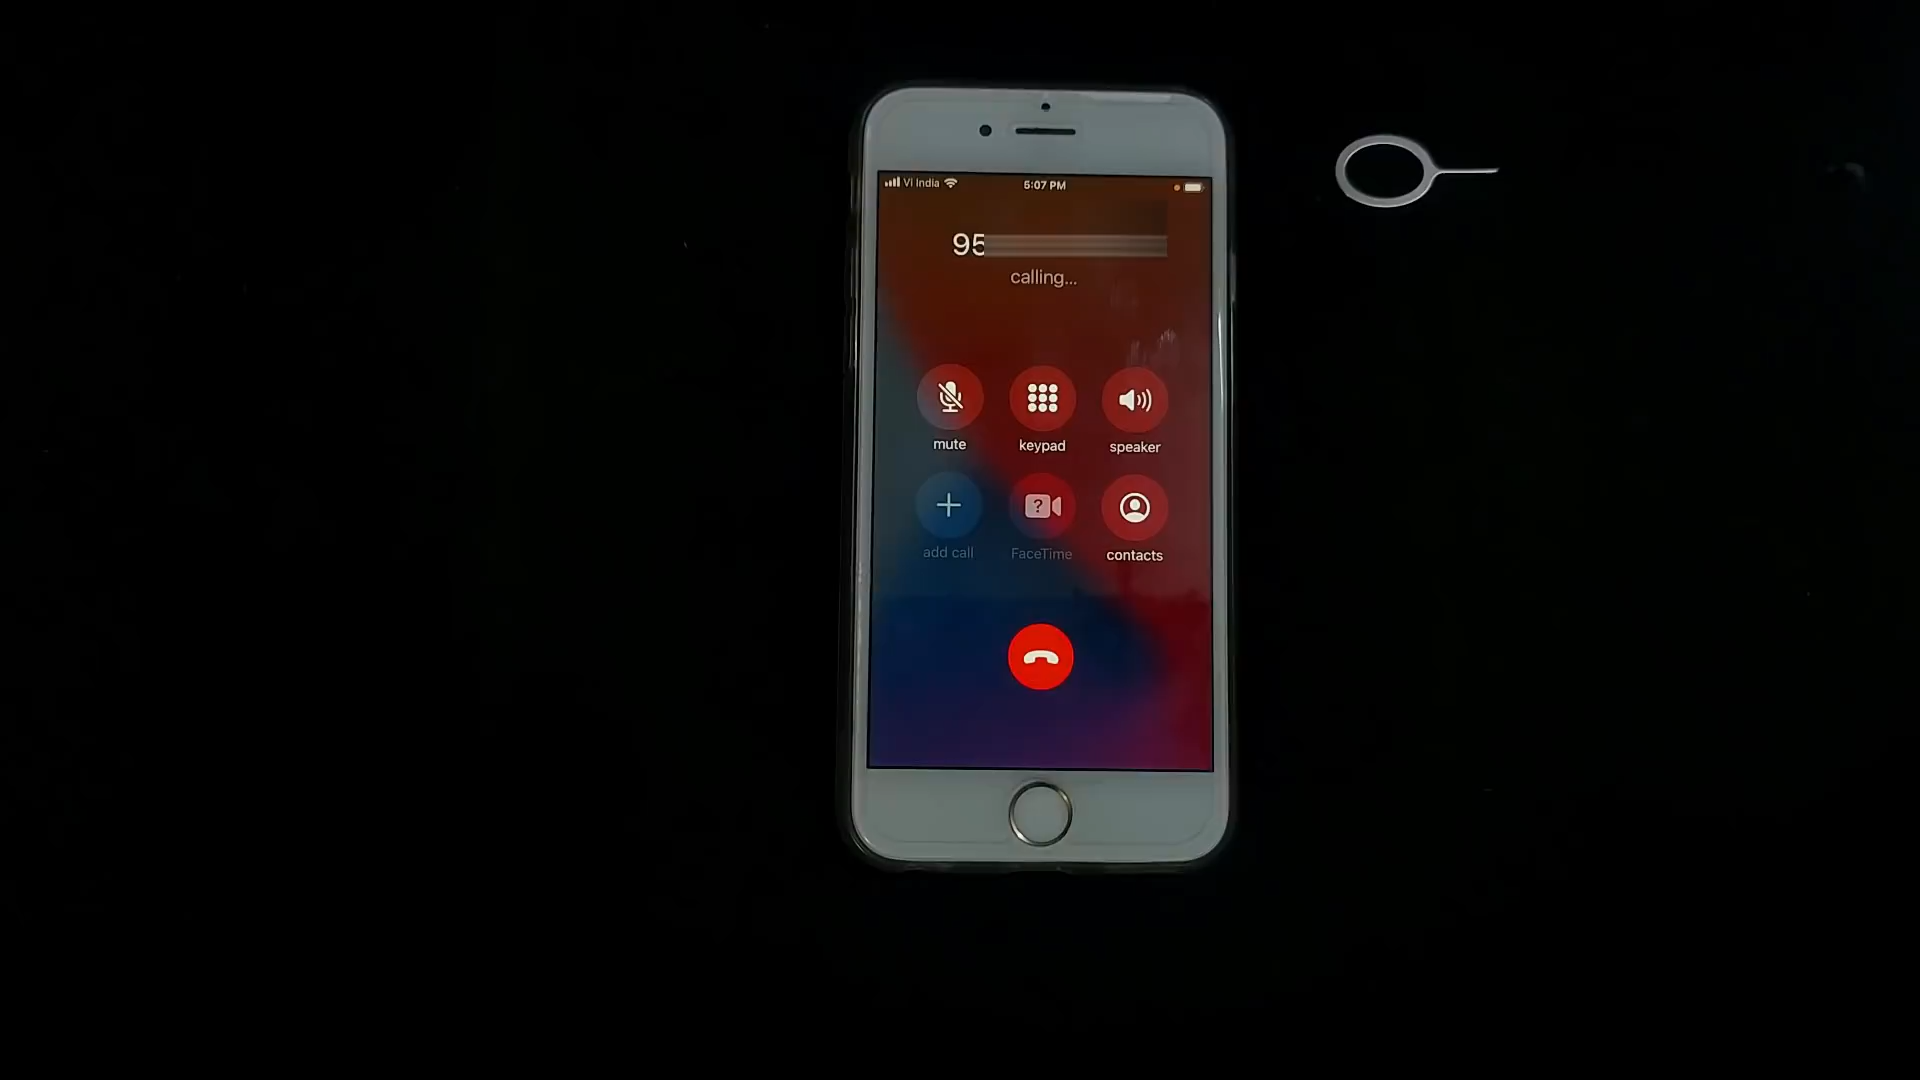 Vi India 5:07 PM
95
calling...
mute keypad speaker
add call FaceTime contacts